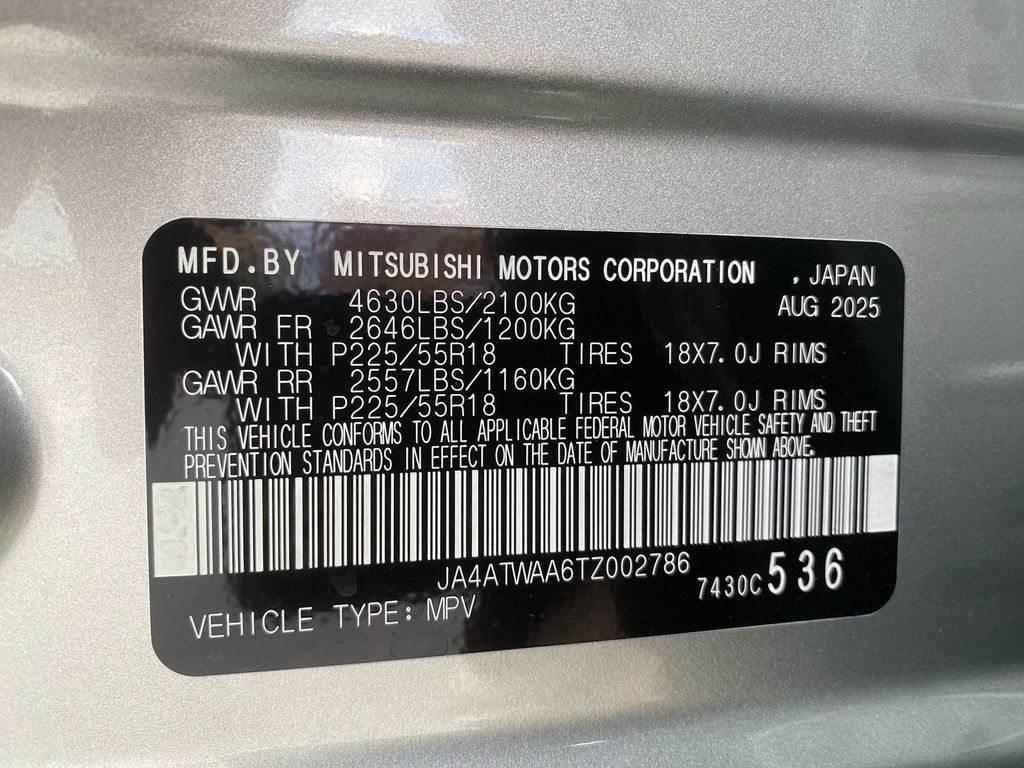 MFD.BY MITSUBISHI MOTORS CORPORATION , JAPAN
GVWR 4630LBS/2100KG AUG 2025
GAWR FR 2646LBS/1200KG
WITH P225/55R18 TIRES 18X7.0J RIMS
GAWR RR 2557LBS/1160KG
WITH P225/55R18 TIRES 18X7.0J RIMS
THIS VEHICLE CONFORMS TO ALL APPLICABLE FEDERAL MOTOR VEHICLE SAFETY AND THEFT
PREVENTION STANDARDS IN EFFECT ON THE DATE OF MANUFACTURE SHOWN ABOVE.
JA4ATWAA6TZ002786 7430C 536
VEHICLE TYPE: MPV